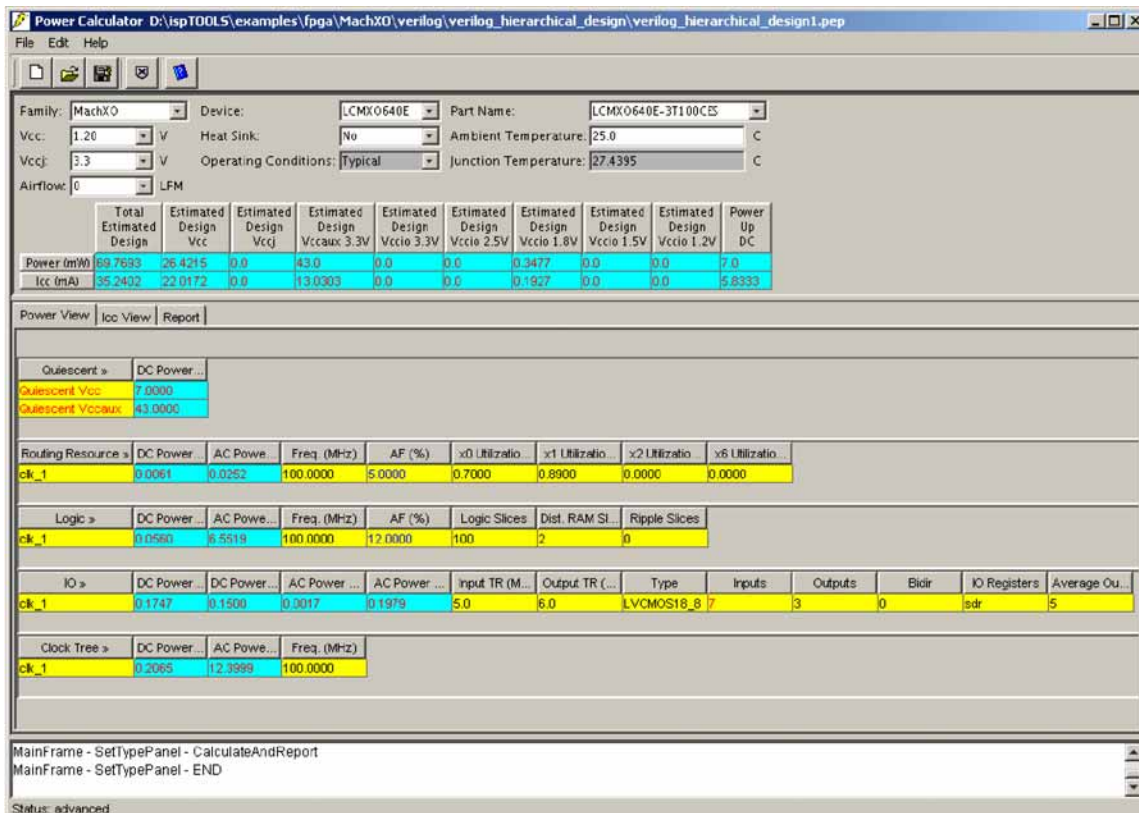 Power Calculator D:\ispTOOLS\examples\fpga\MachXO\verilog\verilog_hierarchical_design\verilog_hierarchical_design1.pep
File Edit Help
Family: MachXO Device: LCMXO640E Part Name: LCMXO640E-3T100CES
Vcc: 1.20 V Heat Sink: No Ambient Temperature: 25.0 C
Vccj: 3.3 V Operating Conditions: Typical Junction Temperature: 27.4395 C
Airflow: 0 LFM
Total Estimated Design Estimated Design Vcc Estimated Design Vccj Estimated Design Vccaux 3.3V Estimated Design Vccio 3.3V Estimated Design Vccio 2.5V Estimated Design Vccio 1.8V Estimated Design Vccio 1.5V Estimated Design Vccio 1.2V Power Up DC
Power (mW) 69.7693 26.4215 0.0 43.0 0.0 0.0 0.3477 0.0 0.0 7.0
Icc (mA) 35.2402 22.0172 0.0 13.0303 0.0 0.0 0.1927 0.0 0.0 5.8333
Power View Icc View Report
Quiescent » DC Power...
Quiescent Vcc 7.0000
Quiescent Vccaux 43.0000
Routing Resource » DC Power... AC Powe... Freq. (MHz) AF (%) x0 Utilizatio... x1 Utilizatio... x2 Utilizatio... x6 Utilizatio...
clk_1 0.0061 0.0252 100.0000 5.0000 0.7000 0.8900 0.0000 0.0000
Logic » DC Power... AC Powe... Freq. (MHz) AF (%) Logic Slices Dist. RAM Sl... Ripple Slices
clk_1 0.0560 6.5519 100.0000 12.0000 100 2 0
IO » DC Power... DC Power... AC Power ... AC Power ... Input TR (M... Output TR (... Type Inputs Outputs Bidir IO Registers Average Ou...
clk_1 0.1747 0.1500 0.0017 0.1979 5.0 6.0 LVCMOS18_8 7 3 0 sdr 5
Clock Tree » DC Power... AC Powe... Freq. (MHz)
clk_1 0.2065 12.3999 100.0000
MainFrame - SetTypePanel - CalculateAndReport
MainFrame - SetTypePanel - END
Status: advanced